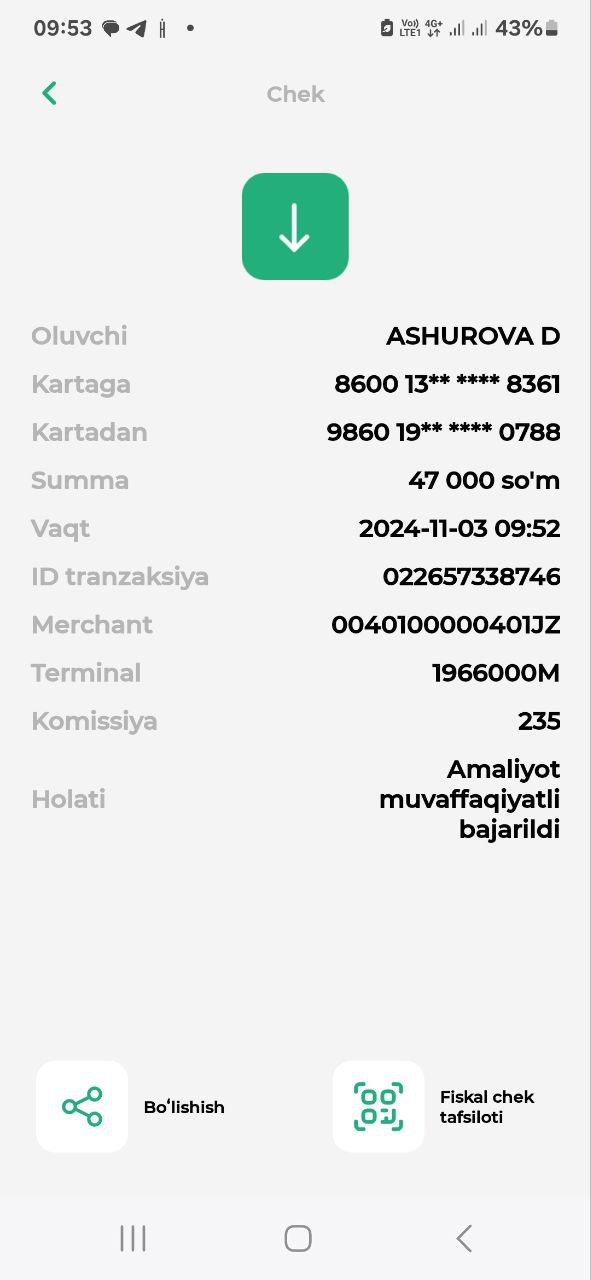 09:53 Vo)) LTE1 4G+ 43%
Chek
Oluvchi ASHUROVA D
Kartaga 8600 13** **** 8361
Kartadan 9860 19** **** 0788
Summa 47 000 so'm
Vaqt 2024-11-03 09:52
ID tranzaksiya 022657338746
Merchant 0040100000401JZ
Terminal 1966000M
Komissiya 235
Holati Amaliyot
muvaffaqiyatli
bajarildi
Boʻlishish
Fiskal chek
tafsiloti